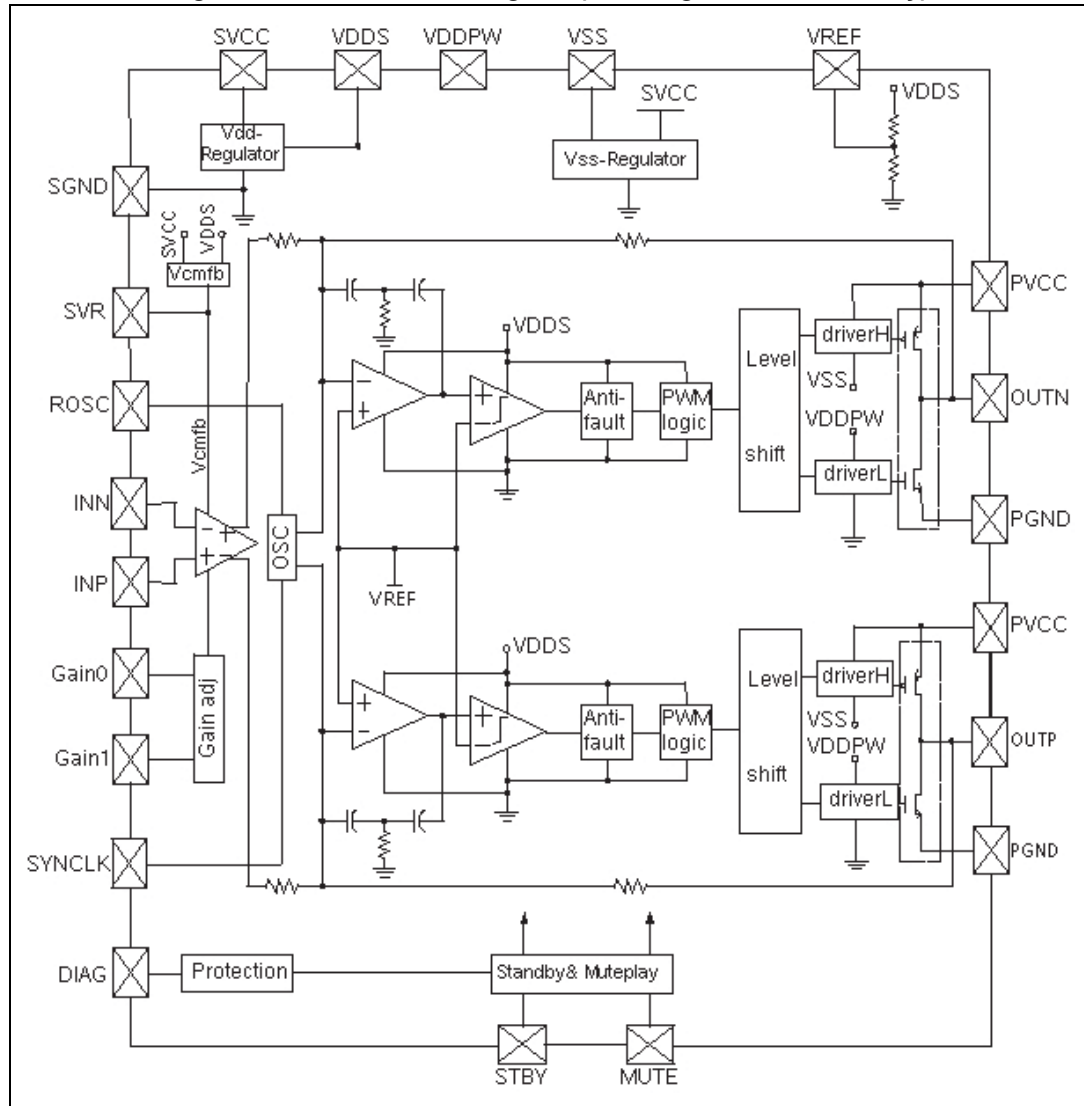 SVCC
VDDS
VDDPW
VSS
VREF
SVCC
VDDS
Vdd-
Regulator
Vss-Regulator
SGND
SVCC
VDDS
Vcmfb
SVR
PVCC
VDDS
Level
shift
driverH
VSS
VDDPW
driverL
Anti-
fault
PWM
logic
ROSC
OUTN
Vcmfb
INN
PGND
OSC
INP
VREF
PVCC
VDDS
Gain0
Gain adj
Level
shift
driverH
VSS
VDDPW
driverL
Anti-
fault
PWM
logic
Gain1
OUTP
SYNCLK
PGND
DIAG
Protection
Standby& Muteplay
STBY
MUTE